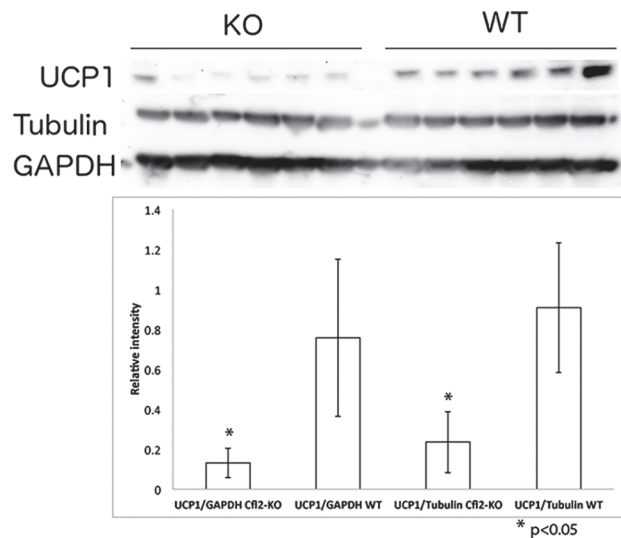 KO WT
UCP1
Tubulin
GAPDH
1.4
1.2
1
0.8
0.6
0.4
0.2
0
Relative intensity
* *
UCP1/GAPDH Cfl2-KO UCP1/GAPDH WT UCP1/Tubulin Cfl2-KO UCP1/Tubulin WT
* p<0.05